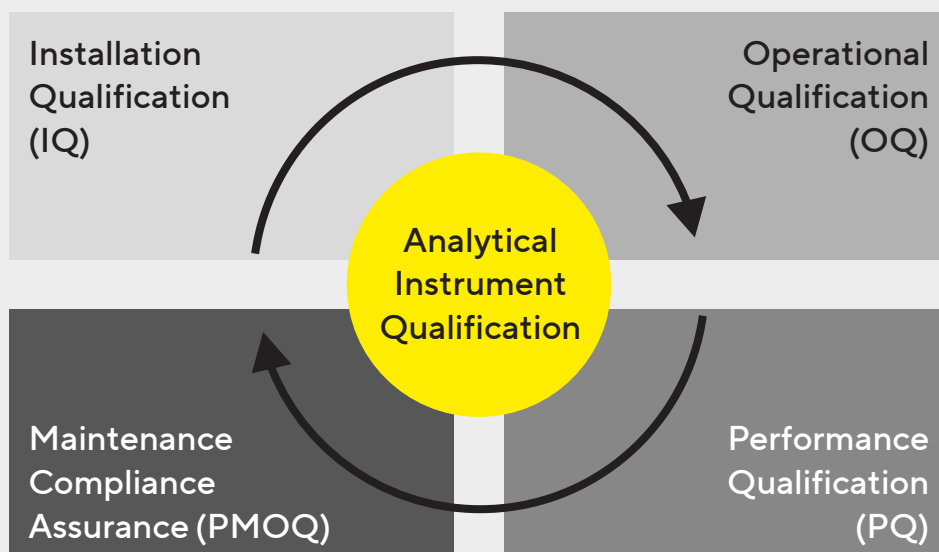 Installation
Qualification
(IQ)
Operational
Qualification
(OQ)
Analytical
Instrument
Qualification
Maintenance
Compliance
Assurance (PMOQ)
Performance
Qualification
(PQ)